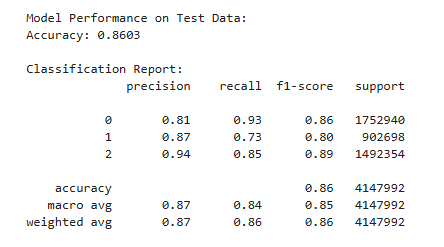 Model Performance on Test Data:
Accuracy: 0.8603
Classification Report:
precision recall f1-score support
0 0.81 0.93 0.86 1752940
1 0.87 0.73 0.80 902698
2 0.94 0.85 0.89 1492354
accuracy 0.86 4147992
macro avg 0.87 0.84 0.85 4147992
weighted avg 0.87 0.86 0.86 4147992